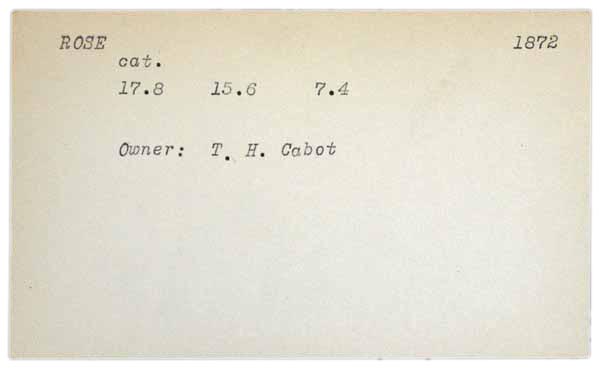 ROSE 1872
cat.
17.8 15.6 7.4
Owner: T. H. Cabot